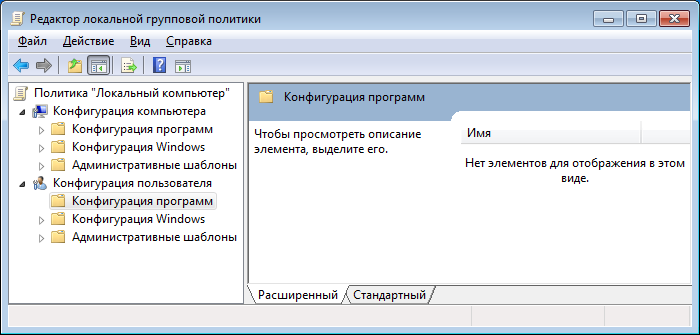 Редактор локальной групповой политики
Файл Действие Вид Справка
Политика "Локальный компьютер"
Конфигурация компьютера
Конфигурация программ
Конфигурация Windows
Административные шаблоны
Конфигурация пользователя
Конфигурация программ
Конфигурация Windows
Административные шаблоны
Конфигурация программ
Чтобы просмотреть описание
элемента, выделите его.
Имя
Нет элементов для отображения в этом
виде.
Расширенный Стандартный